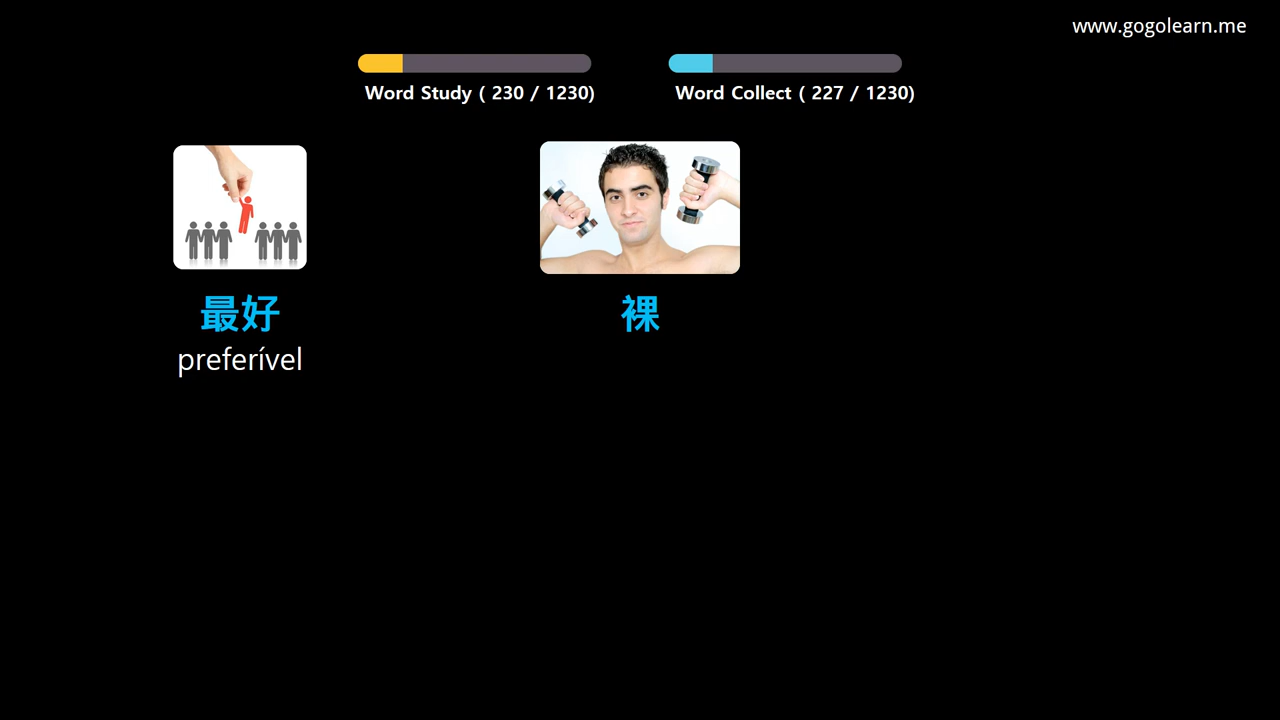 www.gogolearn.me
Word Study ( 230 / 1230)
Word Collect ( 227 / 1230)
最好
preferível
裸